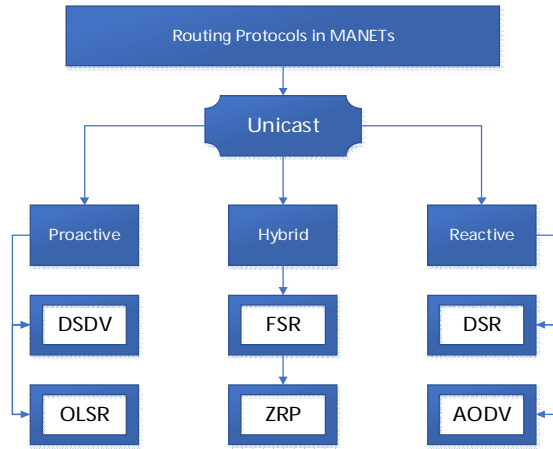 Routing Protocols in MANETs
Unicast
Proactive
Hybrid
Reactive
DSDV
FSR
DSR
OLSR
ZRP
AODV